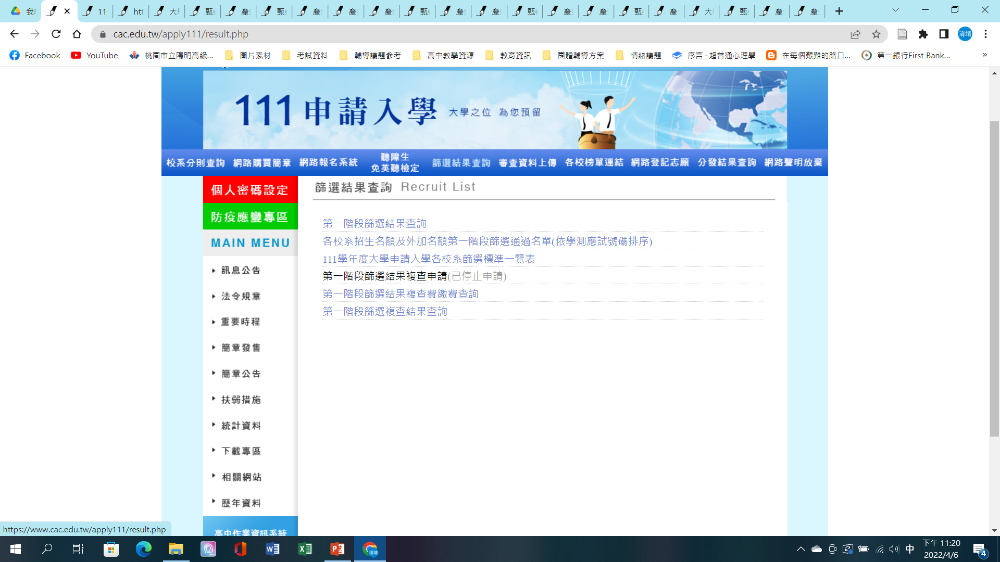 我的
11
htt
大學
甄選
cac.edu.tw/apply111/result.php
Facebook
YouTube
桃園市立陽明高級...
圖片素材
考試資料
輔導議題參考
高中教學資源
教育資訊
團體輔導方案
情緒議題
序言 · 超普通心理學
在每個艱難的路口...
第一銀行First Bank...
»
111 申請入學 大學之位 為您預留
校系分則查詢
網路購買簡章
網路報名系統
聽障生
免英聽檢定
篩選結果查詢
審查資料上傳
各校榜單連結
網路登記志願
分發結果查詢
網路聲明放棄
個人密碼設定
防疫應變專區
MAIN MENU
訊息公告
法令規章
重要時程
簡章發售
簡章公告
扶弱措施
統計資料
下載專區
相關網站
歷年資料
高中作業資訊系統
篩選結果查詢 Recruit List
第一階段篩選結果查詢
各校系招生名額及外加名額第一階段篩選通過名單(依學測應試號碼排序)
111學年度大學申請入學各校系篩選標準一覽表
第一階段篩選結果複查申請(已停止申請)
第一階段篩選結果複查費繳費查詢
第一階段篩選複查結果查詢
https://www.cac.edu.tw/apply111/result.php
中
下午 11:20
2022/4/6
4